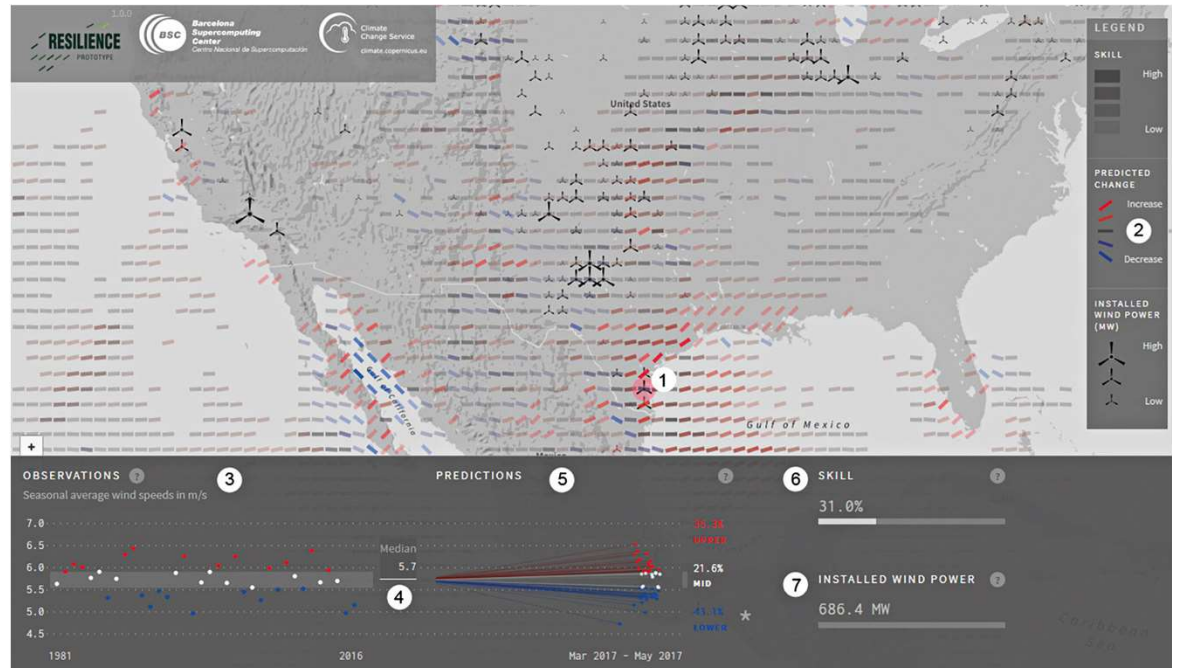 1.0.0
RESILIENCE
PROTOTYPE
BSC
Barcelona
Supercomputing
Center
Centro Nacional de Supercomputación
Climate
Change Service
climate.copernicus.eu
United States
Gulf of California
Gulf of Mexico
1
LEGEND
SKILL
High
Low
PREDICTED
CHANGE
Increase
2
Decrease
INSTALLED
WIND POWER
(MW)
High
Low
+
OBSERVATIONS ? 3
Seasonal average wind speeds in m/s
7.0
6.5
6.0
5.5
5.0
4.5
1981
2016
Median
5.7
4
PREDICTIONS 5 ?
21.6%
MID
LOWER *
Mar 2017 - May 2017
6 SKILL ?
31.0%
7 INSTALLED WIND POWER ?
686.4 MW
Caribbean
Sea